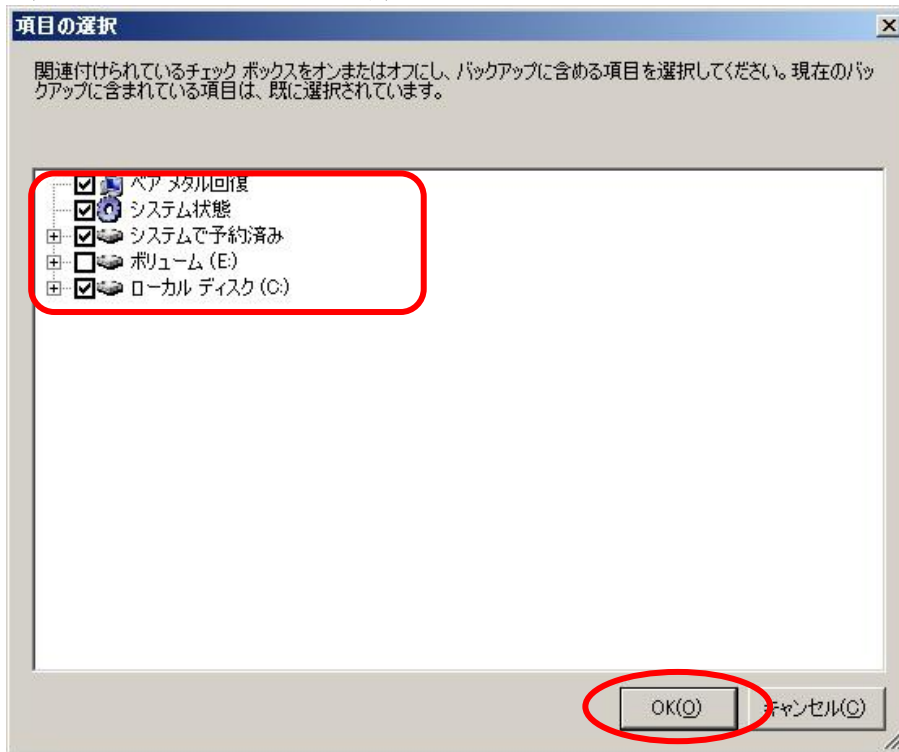 項目の選択
関連付けられているチェック ボックスをオンまたはオフにし、バックアップに含める項目を選択してください。現在のバッ
クアップに含まれている項目は、既に選択されています。
ベア メタル回復
システム状態
システムで予約済み
ボリューム (E:)
ローカル ディスク (C:)
OK(O)
キャンセル(C)